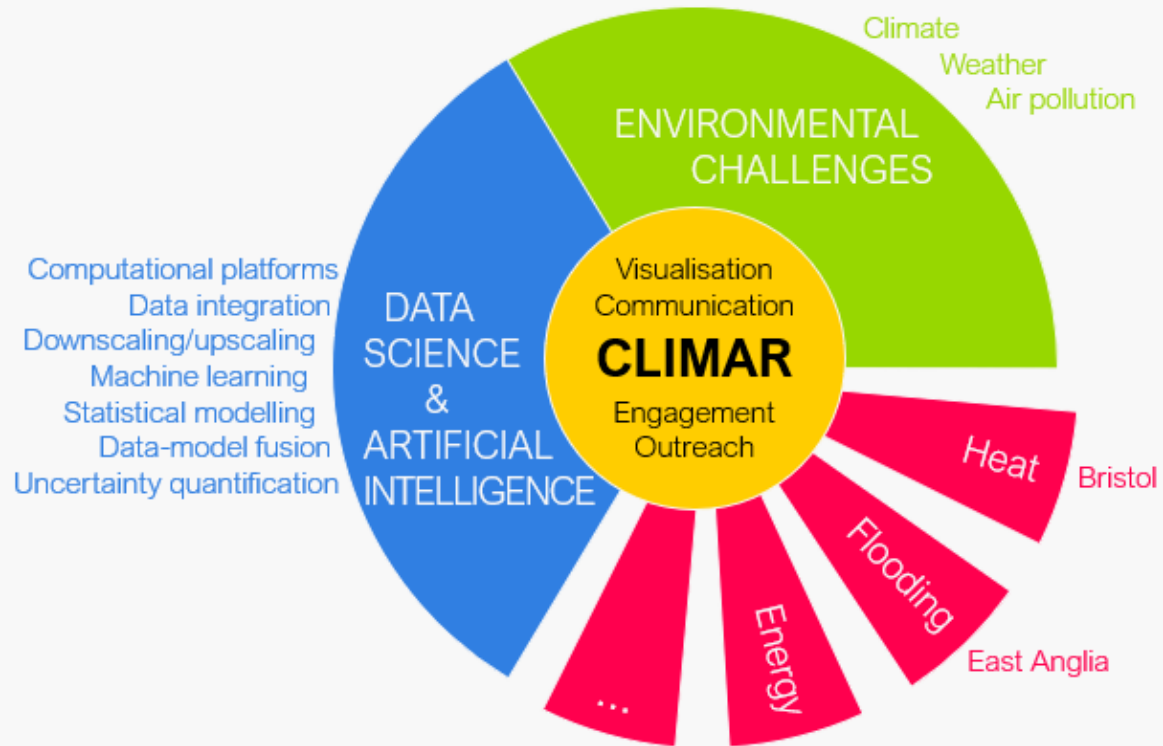 Climate
Weather
Air pollution
ENVIRONMENTAL
CHALLENGES
Computational platforms
Data integration
Downscaling/upscaling
Machine learning
Statistical modelling
Data-model fusion
Uncertainty quantification
DATA
SCIENCE
&
ARTIFICIAL
INTELLIGENCE
Visualisation
Communication
CLIMAR
Engagement
Outreach
Heat
Bristol
Flooding
East Anglia
Energy
...